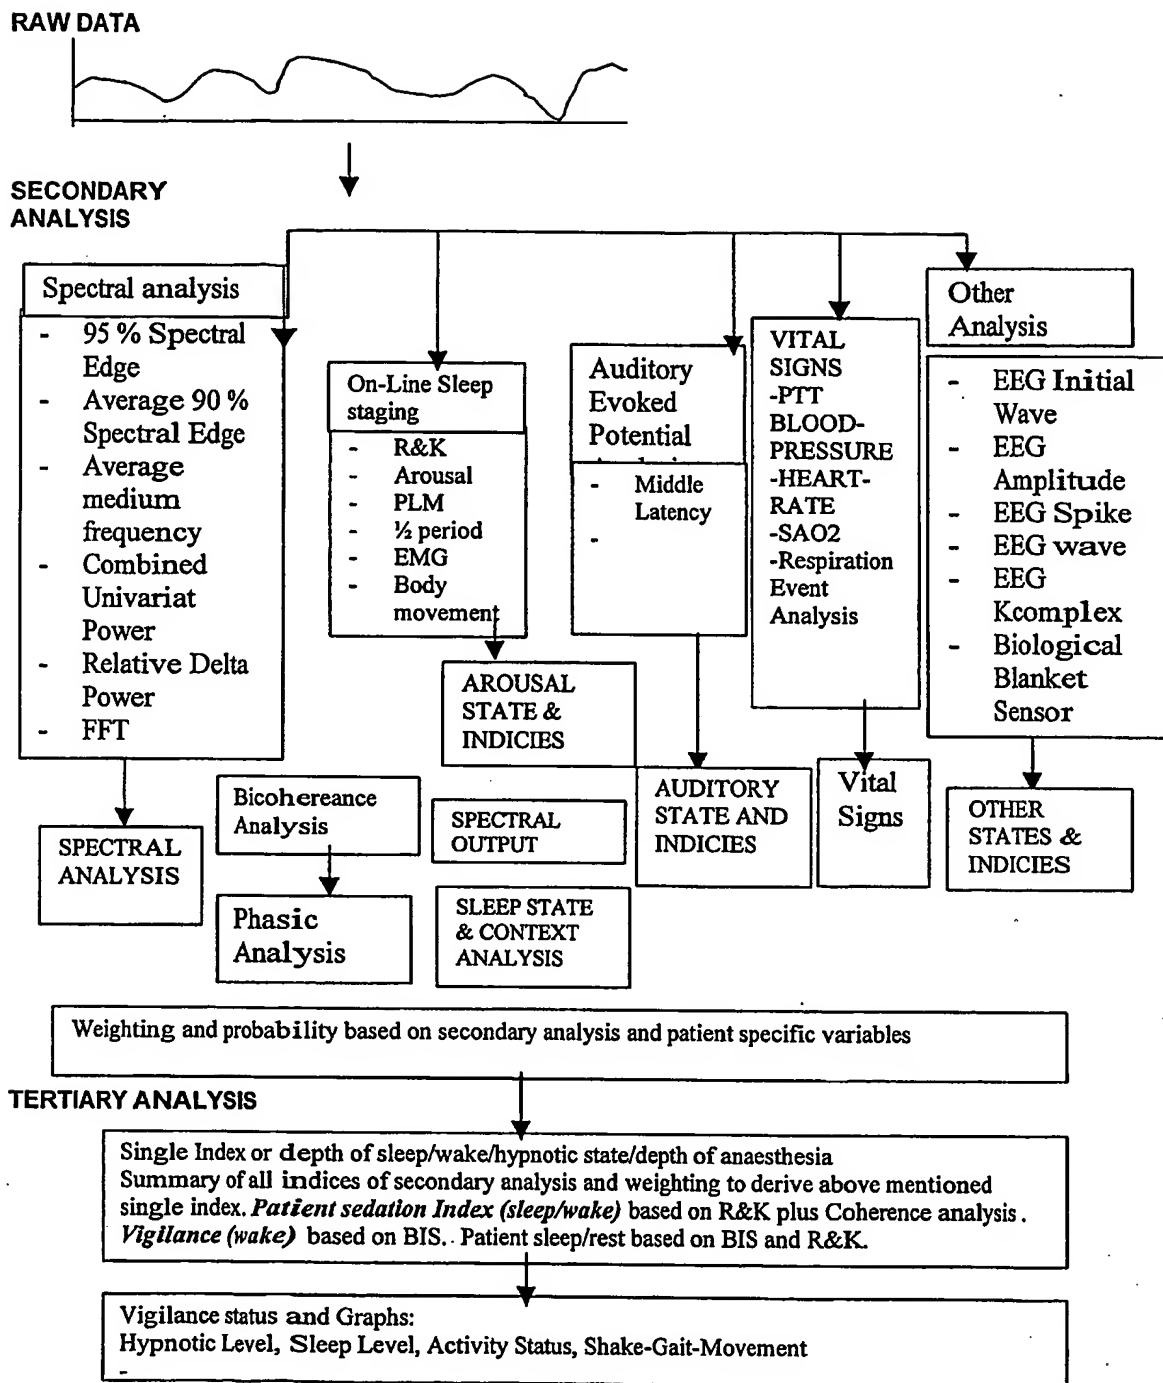 RAW DATA
SECONDARY
ANALYSIS
Spectral analysis
- 95 % Spectral
Edge
- Average 90 %
Spectral Edge
- Average
medium
frequency
- Combined
Univariat
Power
- Relative Delta
Power
- FFT
On-Line Sleep
staging
- R&K
- Arousal
- PLM
- ½ period
- EMG
- Body
movement
Auditory
Evoked
Potential
- Middle
Latency
-
VITAL
SIGNS
-PTT
BLOOD-
PRESSURE
-HEART-
RATE
-SAO2
-Respiration
Event
Analysis
Other
Analysis
- EEG Initial
Wave
- EEG
Amplitude
- EEG Spike
- EEG wave
- EEG
Kcomplex
- Biological
Blanket
Sensor
SPECTRAL
ANALYSIS
Bicohereance
Analysis
Phasic
Analysis
AROUSAL
STATE &
INDICIES
SPECTRAL
OUTPUT
SLEEP STATE
& CONTEXT
ANALYSIS
AUDITORY
STATE AND
INDICIES
Vital
Signs
OTHER
STATES &
INDICIES
Weighting and probability based on secondary analysis and patient specific variables
TERTIARY ANALYSIS
Single Index or depth of sleep/wake/hypnotic state/depth of anaesthesia
Summary of all indices of secondary analysis and weighting to derive above mentioned
single index. Patient sedation Index (sleep/wake) based on R&K plus Coherence analysis.
Vigilance (wake) based on BIS. Patient sleep/rest based on BIS and R&K.
Vigilance status and Graphs:
Hypnotic Level, Sleep Level, Activity Status, Shake-Gait-Movement
-